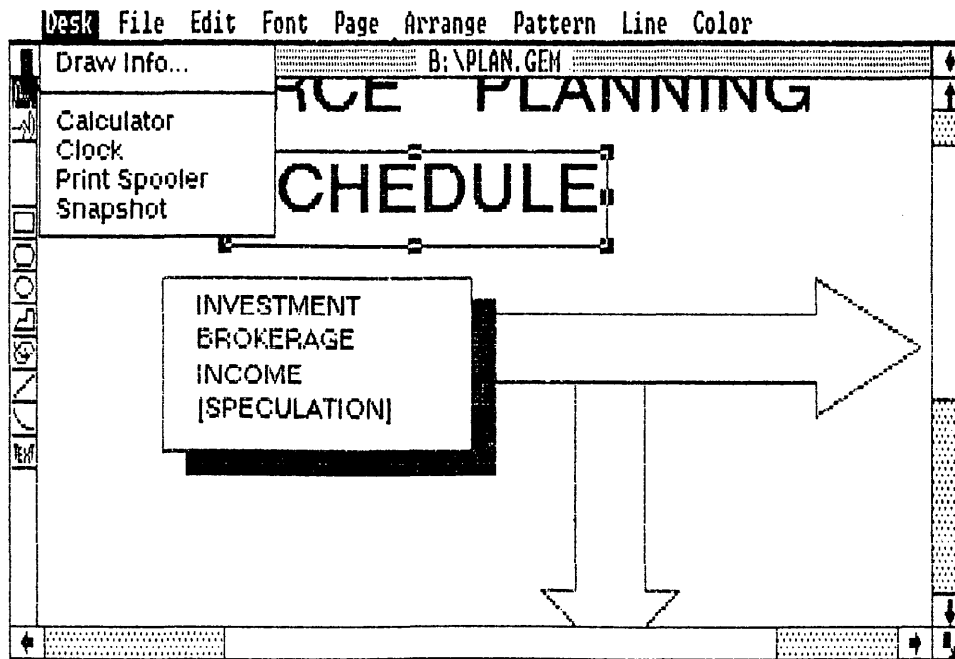 Desk File Edit Font Page Arrange Pattern Line Color
B:\PLAN.GEM
Draw Info...
Calculator
Clock
Print Spooler
Snapshot
RCE PLANNING
CHEDULE
INVESTMENT
BROKERAGE
INCOME
[SPECULATION]
TEXT